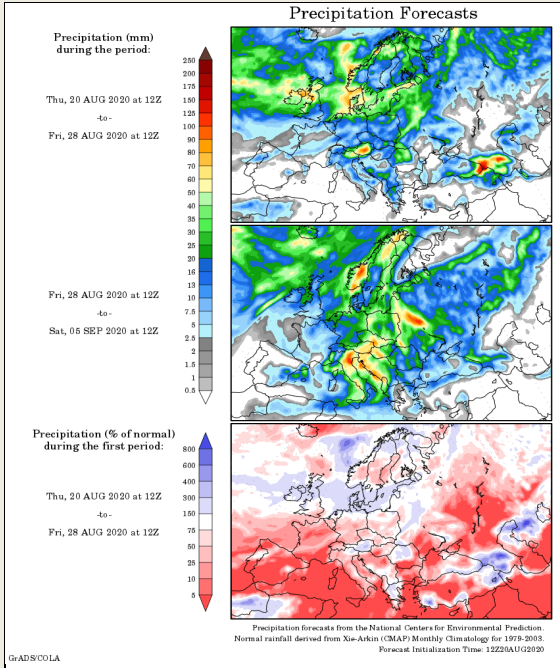 Precipitation Forecasts
Precipitation (mm)
during the period:
Thu, 20 AUG 2020 at 12Z
-to-
Fri, 28 AUG 2020 at 12Z
250
200
175
150
125
100
90
80
70
60
50
40
35
30
25
20
16
13
10
7.5
5
2.5
2
1.5
1
0.5
Fri, 28 AUG 2020 at 12Z
-to-
Sat, 05 SEP 2020 at 12Z
Precipitation (% of normal)
during the first period:
Thu, 20 AUG 2020 at 12Z
-to-
Fri, 28 AUG 2020 at 12Z
800
600
400
300
150
75
50
25
10
5
Precipitation forecasts from the National Centers for Environmental Prediction.
Normal rainfall derived from Xie-Arkin (CMAP) Monthly Climatology for 1979-2003.
Forecast Initialization Time: 12Z20AUG2020
GrADS/COLA